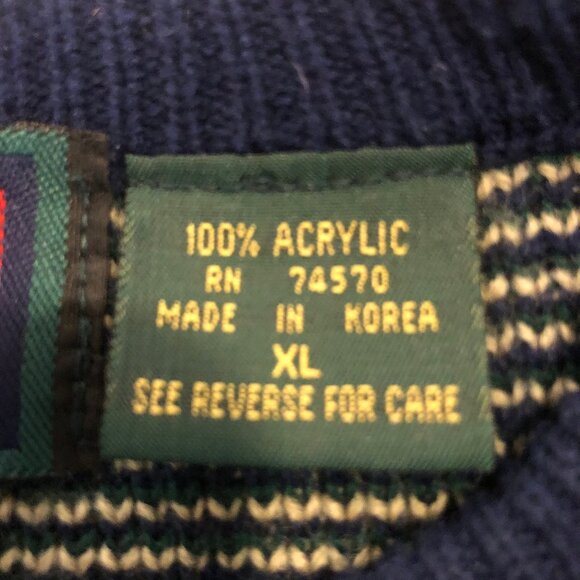 100% ACRYLIC
RN 74570
MADE IN KOREA
XL
SEE REVERSE FOR CARE